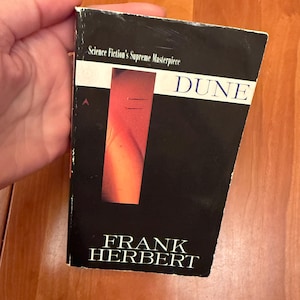 Science Fiction's Supreme Masterpiece
DUNE
FRANK
HERBERT